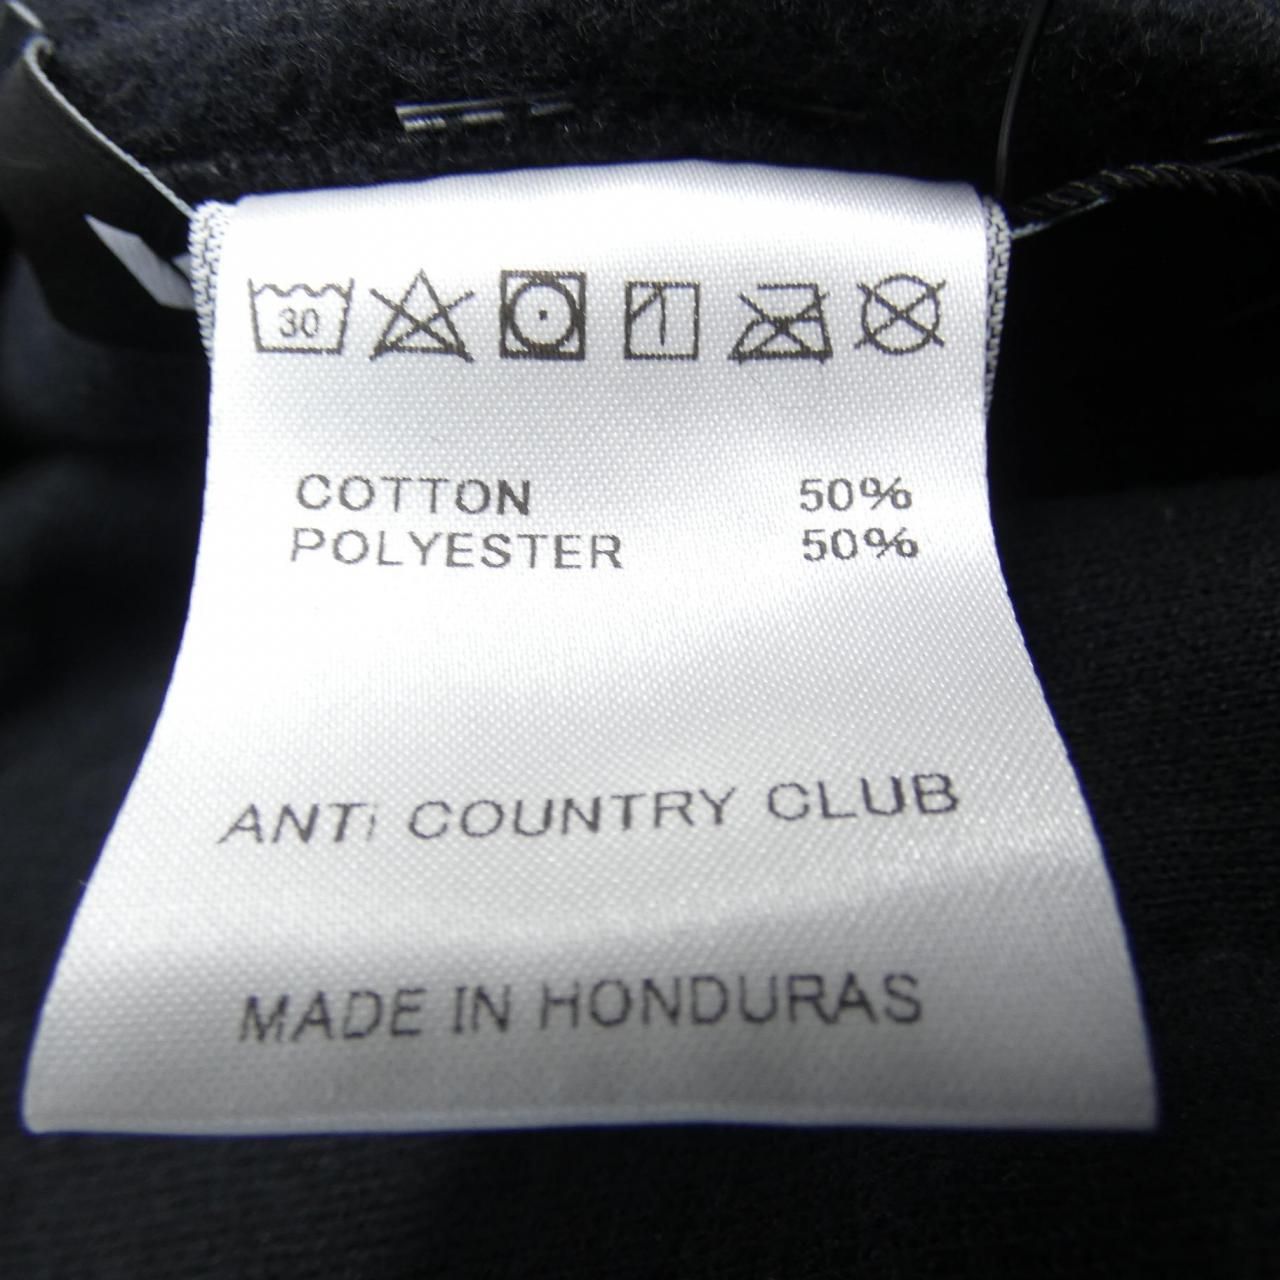 30
COTTON 50%
POLYESTER 50%
ANTi COUNTRY CLUB
MADE IN HONDURAS